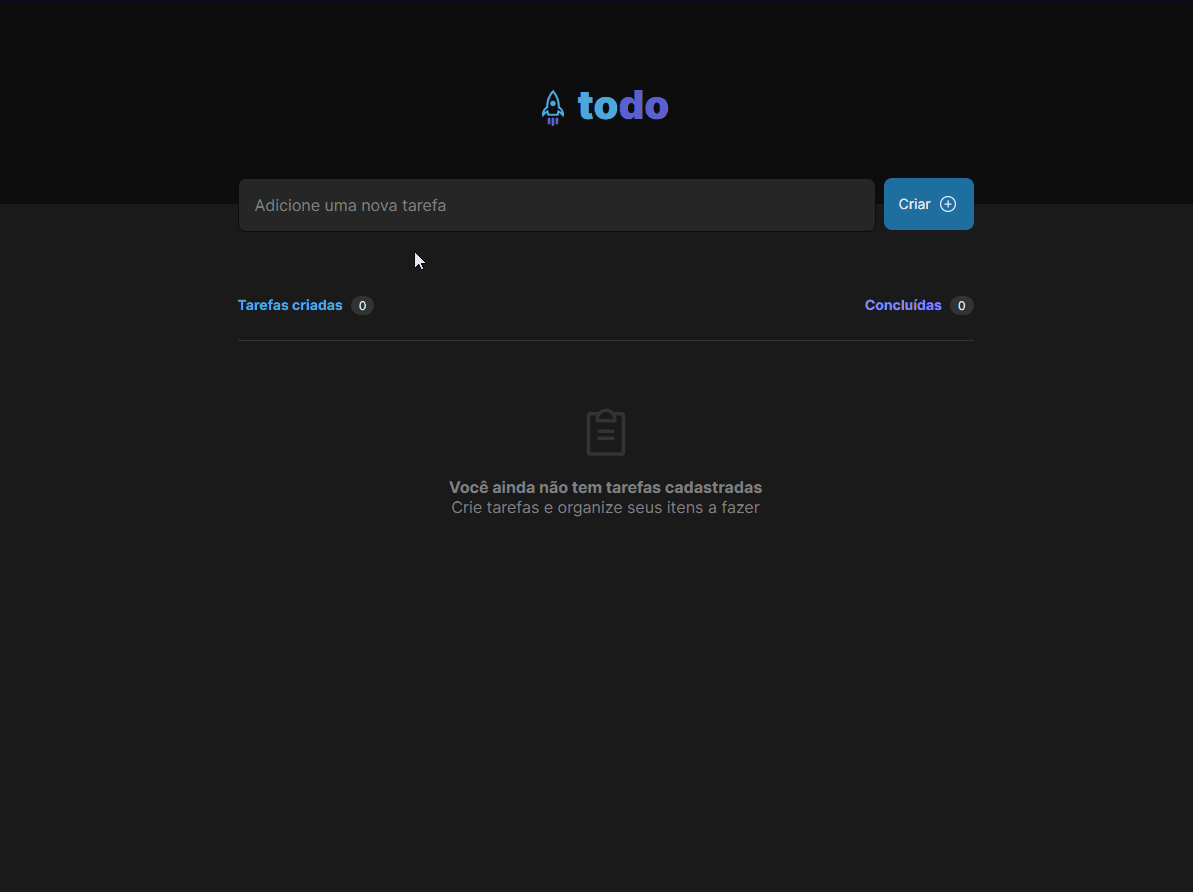 todo
Adicione uma nova tarefa
Criar
Tarefas criadas 0
Concluídas 0
Você ainda não tem tarefas cadastradas
Crie tarefas e organize seus itens a fazer